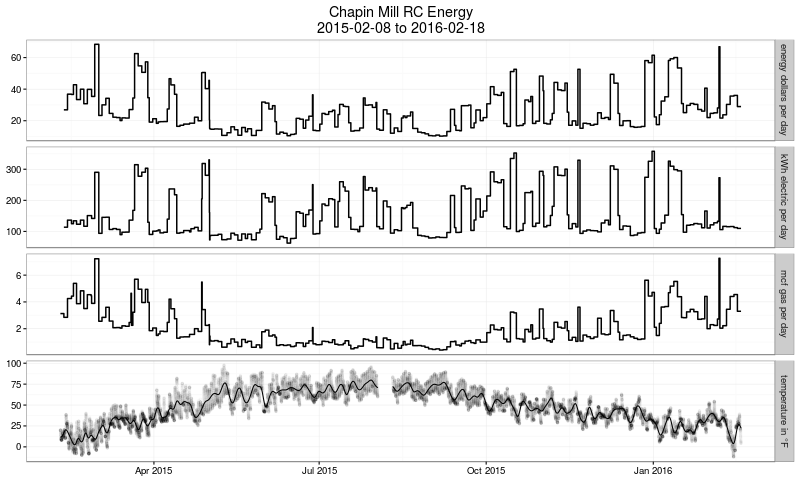 Chapin Mill RC Energy
2015-02-08 to 2016-02-18
60
40
20
energy dollars per day
300
200
100
kWh electric per day
6
4
2
mcf gas per day
100
75
50
25
0
temperature in °F
Apr 2015
Jul 2015
Oct 2015
Jan 2016